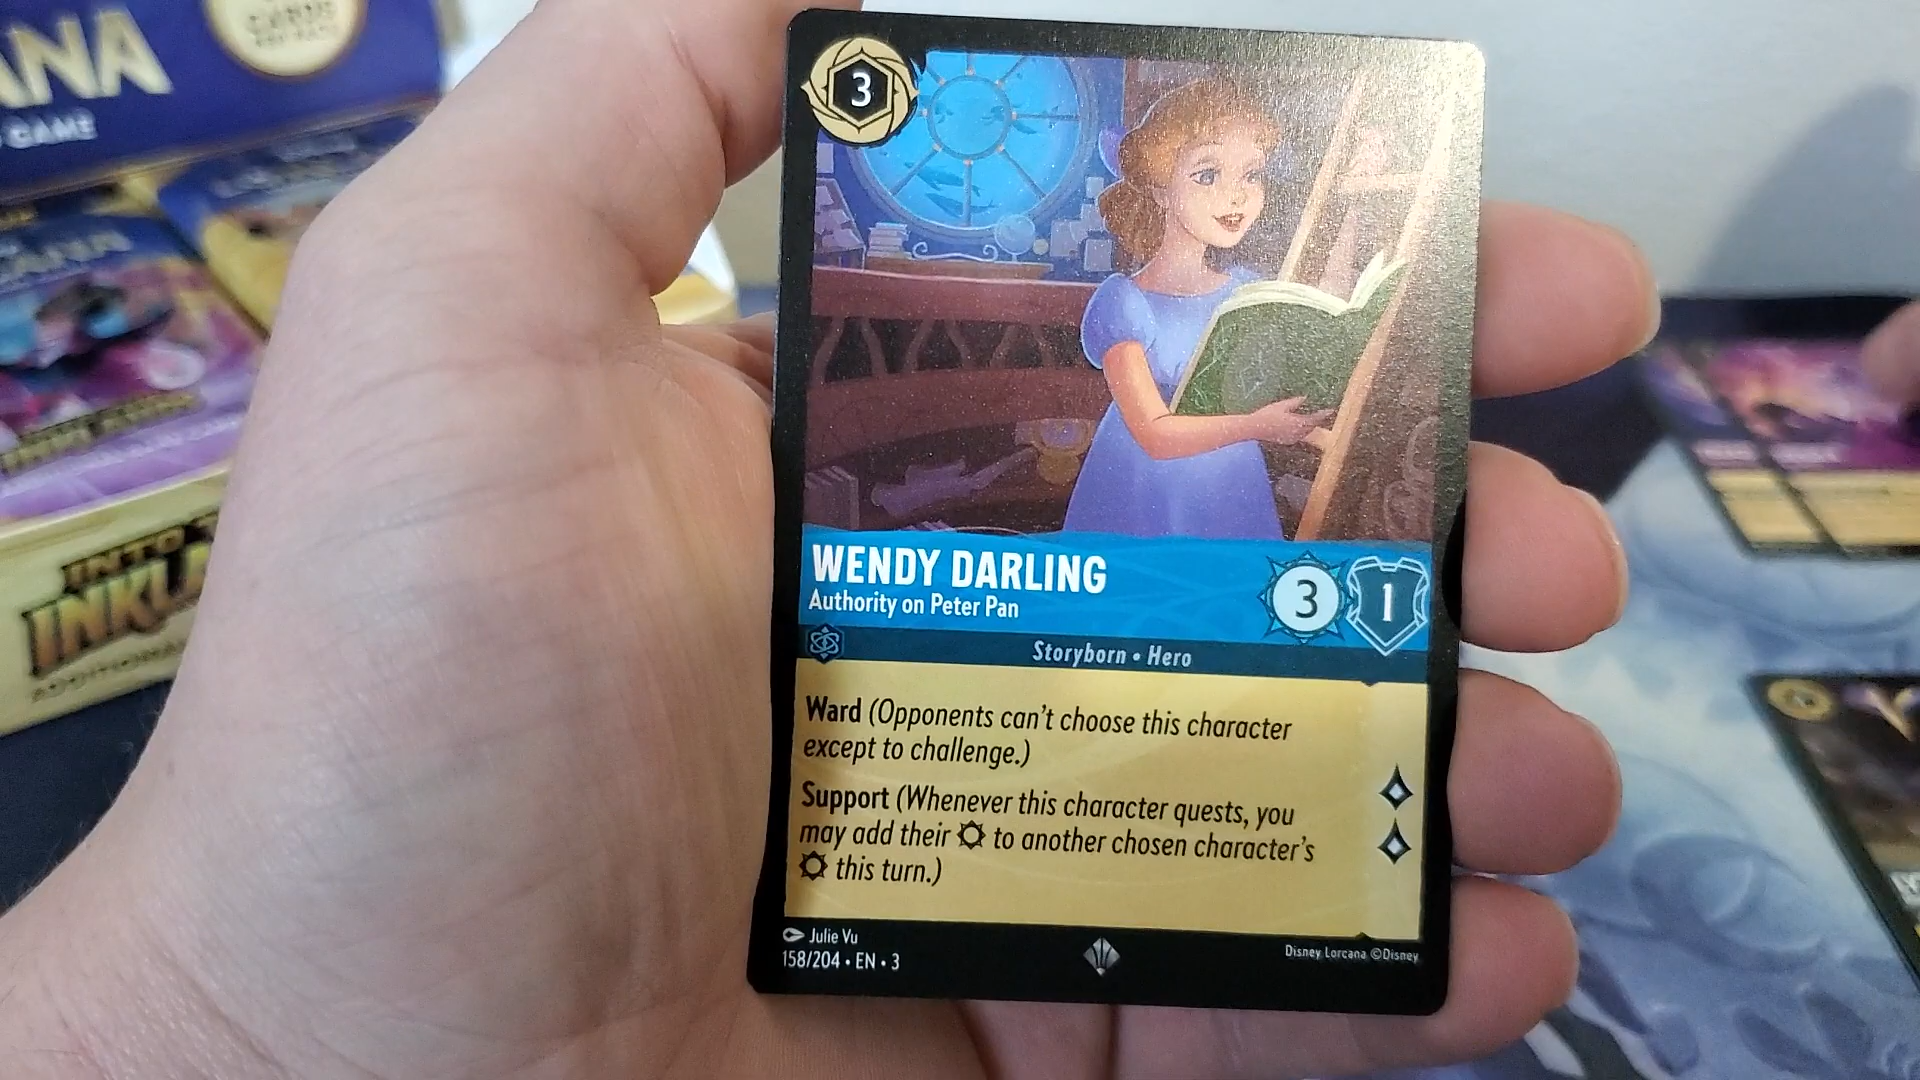 ANA
GAME
INTO
INKLA
3
WENDY DARLING
Authority on Peter Pan
3
1
Storyborn • Hero
Ward (Opponents can't choose this character
except to challenge.)
Support (Whenever this character quests, you
may add their to another chosen character's
this turn.)
Julie Vu
158/204 • EN • 3
Disney Lorcana ©Disney